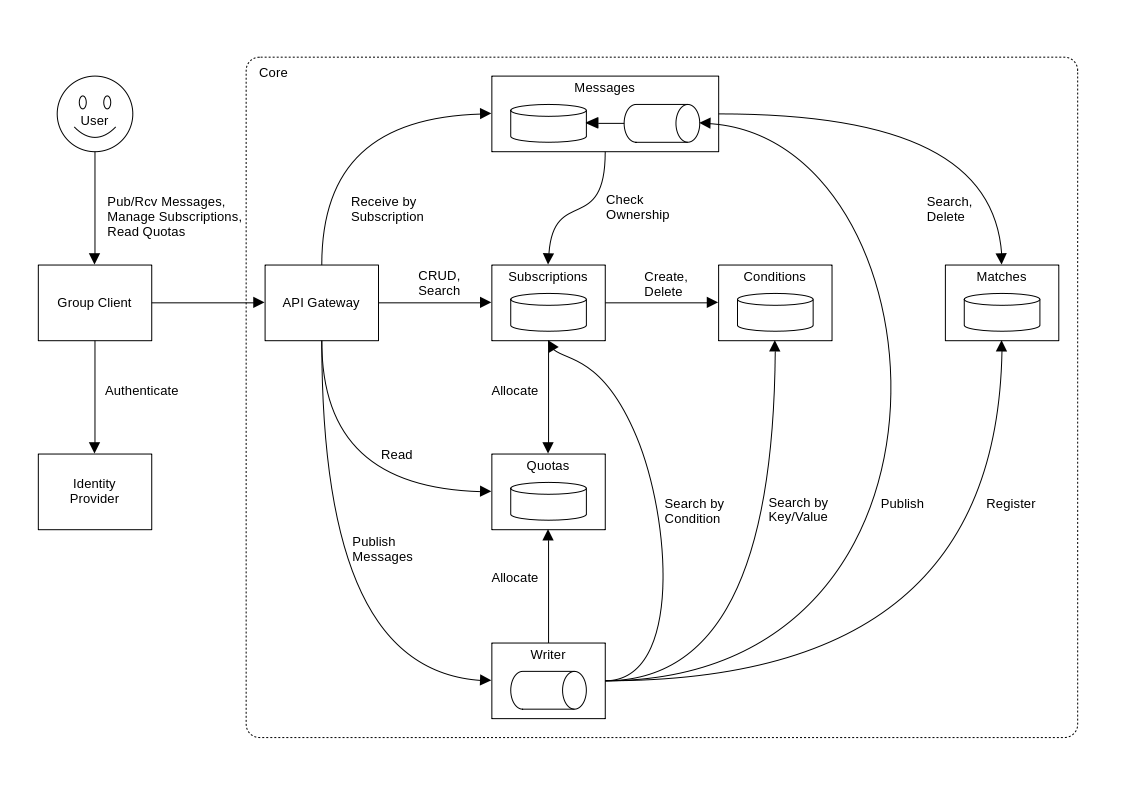 Core
Messages
User
Pub/Rcv Messages,
Manage Subscriptions,
Read Quotas
Receive by
Subscription
Check
Ownership
Search,
Delete
Group Client
API Gateway
CRUD,
Search
Subscriptions
Create,
Delete
Conditions
Matches
Authenticate
Allocate
Identity
Provider
Read
Quotas
Search by
Condition
Search by
Key/Value
Publish
Register
Publish
Messages
Allocate
Writer